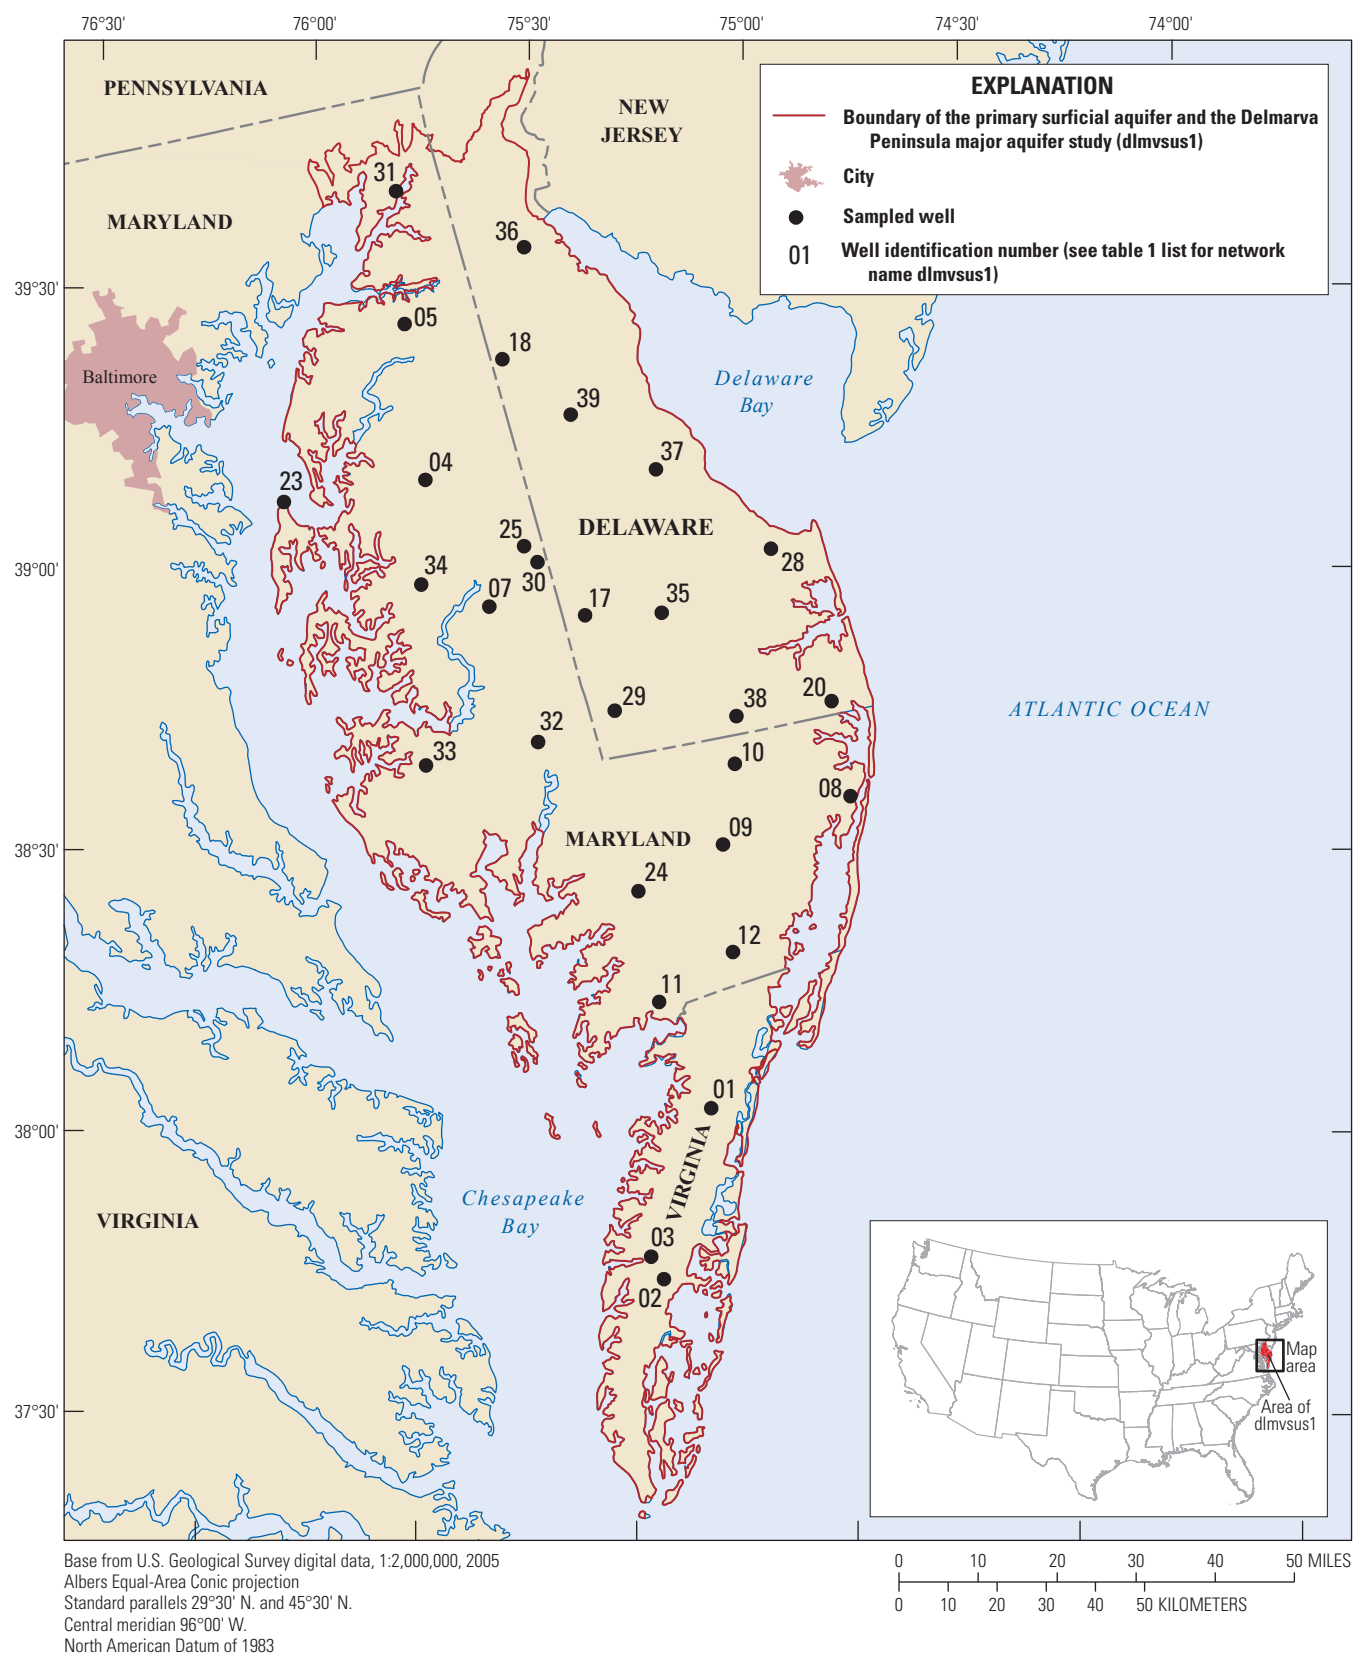 76°30'
76°00'
75°30'
75°00'
74°30'
74°00'
PENNSYLVANIA
NEW
JERSEY
EXPLANATION
Boundary of the primary surficial aquifer and the Delmarva
Peninsula major aquifer study (dlmvsus1)
City
Sampled well
01 Well identification number (see table 1 list for network
name dlmvsus1)
31
MARYLAND
36
39°30'
05
18
Baltimore
Delaware
Bay
39
37
04
23
DELAWARE
25
28
39°00'
34
30
07
17
35
20
29
38
ATLANTIC OCEAN
32
33
10
08
09
MARYLAND
38°30'
24
12
11
01
38°00'
VIRGINIA
Chesapeake
Bay
VIRGINIA
03
02
37°30'
Map
area
Area of
dlmvsus1
Base from U.S. Geological Survey digital data, 1:2,000,000, 2005
Albers Equal-Area Conic projection
Standard parallels 29°30' N. and 45°30' N.
Central meridian 96°00' W.
North American Datum of 1983
0 10 20 30 40 50 MILES
0 10 20 30 40 50 KILOMETERS